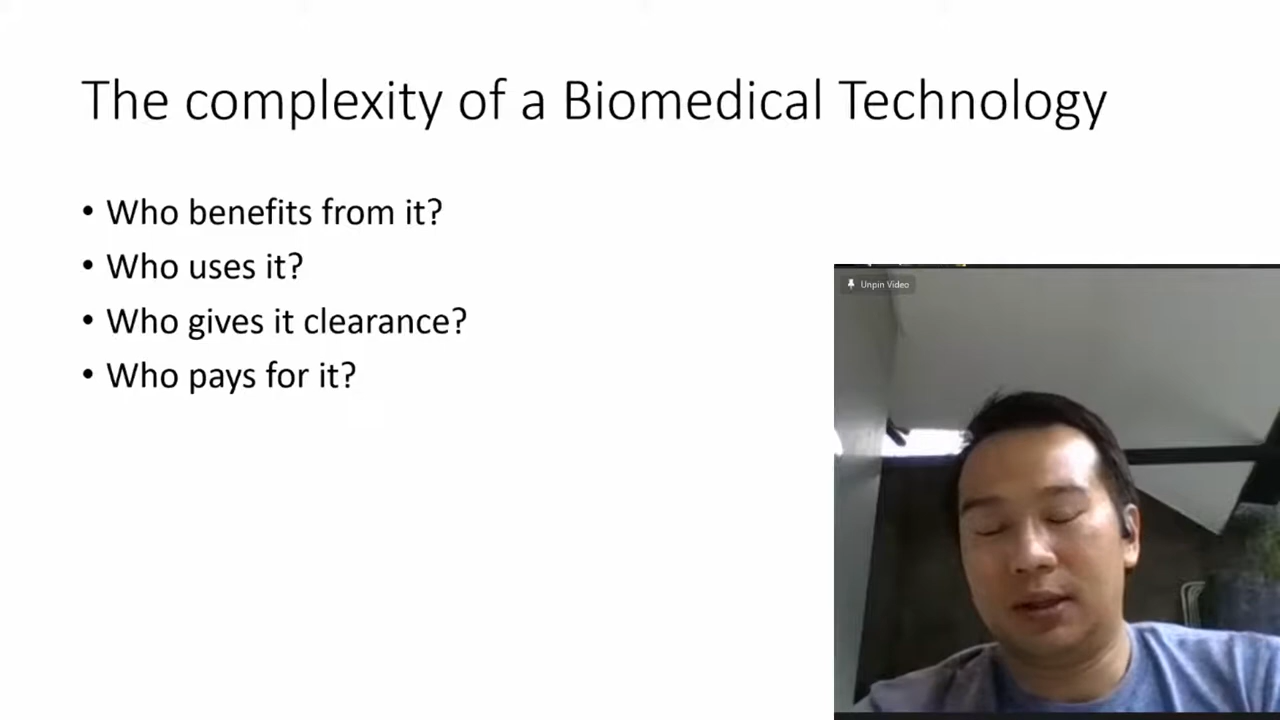 The complexity of a Biomedical Technology
• Who benefits from it?
• Who uses it?
• Who gives it clearance?
• Who pays for it?
Unpin Video